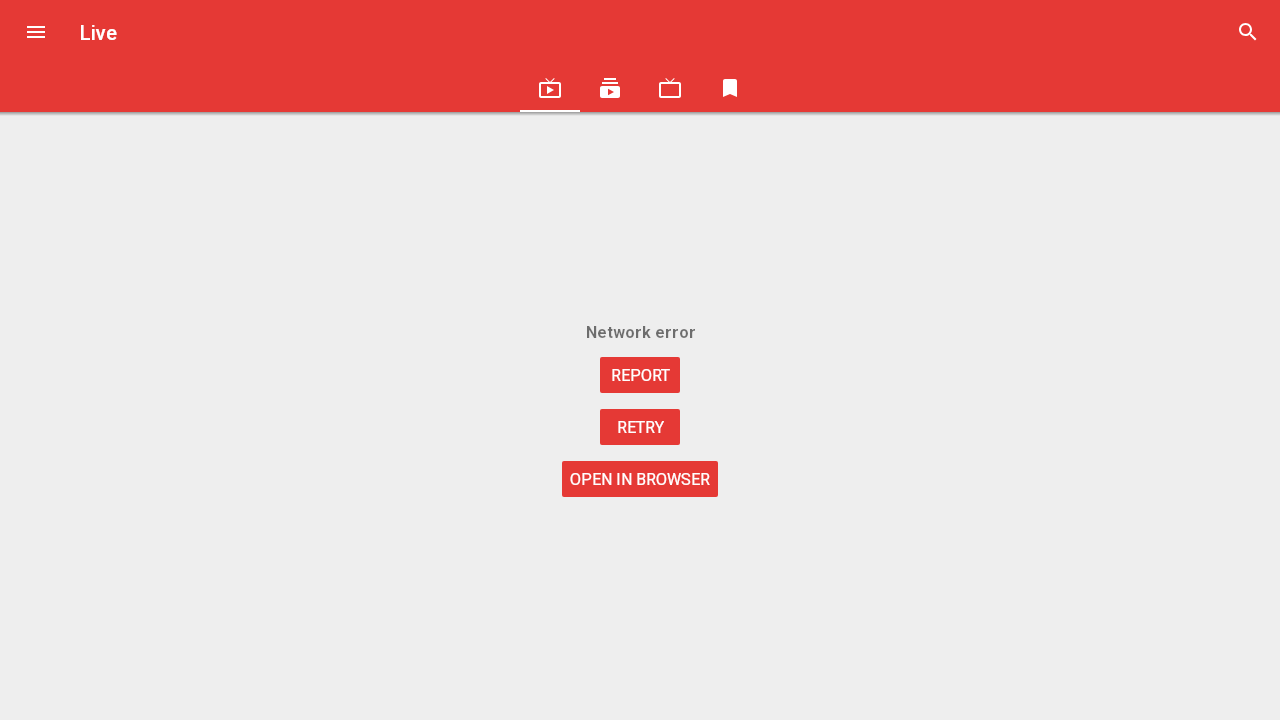 Live
Network error
REPORT
RETRY
OPEN IN BROWSER